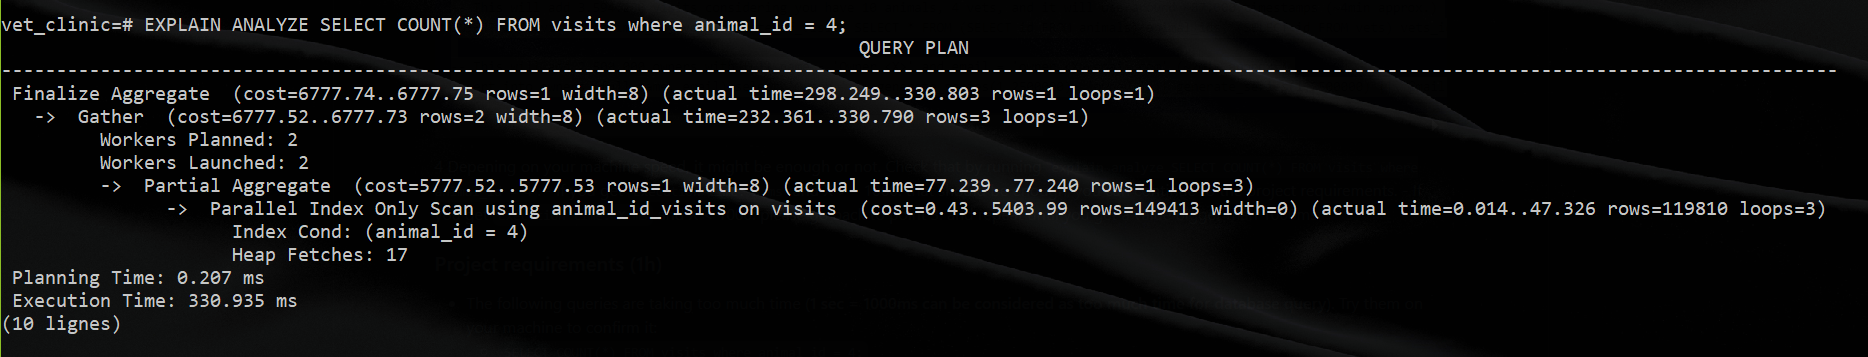 vet_clinic=# EXPLAIN ANALYZE SELECT COUNT(*) FROM visits where animal_id = 4;
QUERY PLAN
-----------------------------------------------------------------------------------------------------------------------------------------------------------------------
Finalize Aggregate  (cost=6777.74..6777.75 rows=1 width=8) (actual time=298.249..330.803 rows=1 loops=1)
->  Gather  (cost=6777.52..6777.73 rows=2 width=8) (actual time=232.361..330.790 rows=3 loops=1)
Workers Planned: 2
Workers Launched: 2
->  Partial Aggregate  (cost=5777.52..5777.53 rows=1 width=8) (actual time=77.239..77.240 rows=1 loops=3)
->  Parallel Index Only Scan using animal_id_visits on visits  (cost=0.43..5403.99 rows=149413 width=0) (actual time=0.014..47.326 rows=119810 loops=3)
Index Cond: (animal_id = 4)
Heap Fetches: 17
Project requirements
Planning Time: 0.207 ms
Execution Time: 330.935 ms
(10 lignes)